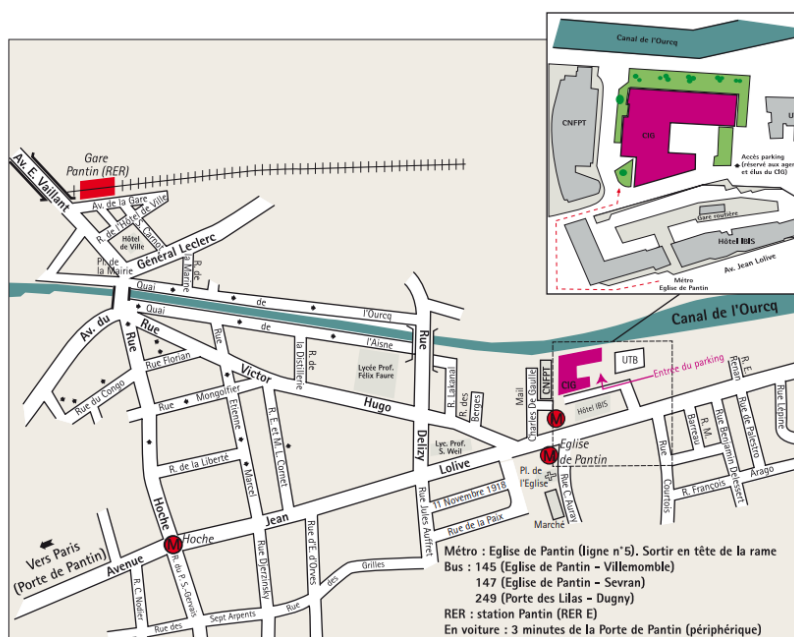 Canal de l'Ourcq
CNFPT
CIG
U
Accès parking
(réservé aux agen
et élus du CIG)
Gare routière
Hôtel IBIS
Av. Jean Lolive
Métro
Eglise de Pantin
Gare
Pantin (RER)
Av. E. Vaillant
Av. de la Gare
R. de l'Hôtel de Ville
Hôtel
de Ville
S. Carnot
Pl. de
la Mairie
Général Leclerc
R. de
la Marine
Quai de l'Ourcq
Quai de l'Aisne
Canal de l'Ourcq
Av. du
Rue
Rue Victor Hugo
Rue Florian
Rue du Congo
Rue Montgolfier
Rue Etienne Marcel
R. de
la Distillerie
Lycée Prof.
Félix Faure
Rue Delizy
R. Lakanal
R. des
Berges
Mail
Charles De Gaulle
CNFPT
CIG
UTB
Entrée du parking
Hôtel IBIS
R. E.
Renan
R. E. et M. L. Cornet
Lyc. Prof.
S. Weil
M
M
Eglise
de Pantin
Pl. de
l'Eglise
Rue Courtois
Barreau
R. M.
Rue Benjamin Delessert
Rue de Palestro
Rue Lépine
R. François Arago
R. de la Liberté
Hoche
Avenue Jean Lolive
11 Novembre 1918
Rue Jules Auffret
Rue de la Paix
Rue C. Auray
Marché
M
Hoche
Vers Paris
(Porte de Pantin)
R. C. Nodier
R. du P. S.-Gervais
Rue Djerzinsky
Rue d'E. d'Orves
Rue des Sept Arpents
Rue des Grilles
Métro : Eglise de Pantin (ligne n°5). Sortir en tête de la rame
Bus : 145 (Eglise de Pantin – Villemomble)
147 (Eglise de Pantin – Sevran)
249 (Porte des Lilas – Dugny)
RER : station Pantin (RER E)
En voiture : 3 minutes de la Porte de Pantin (périphérique)